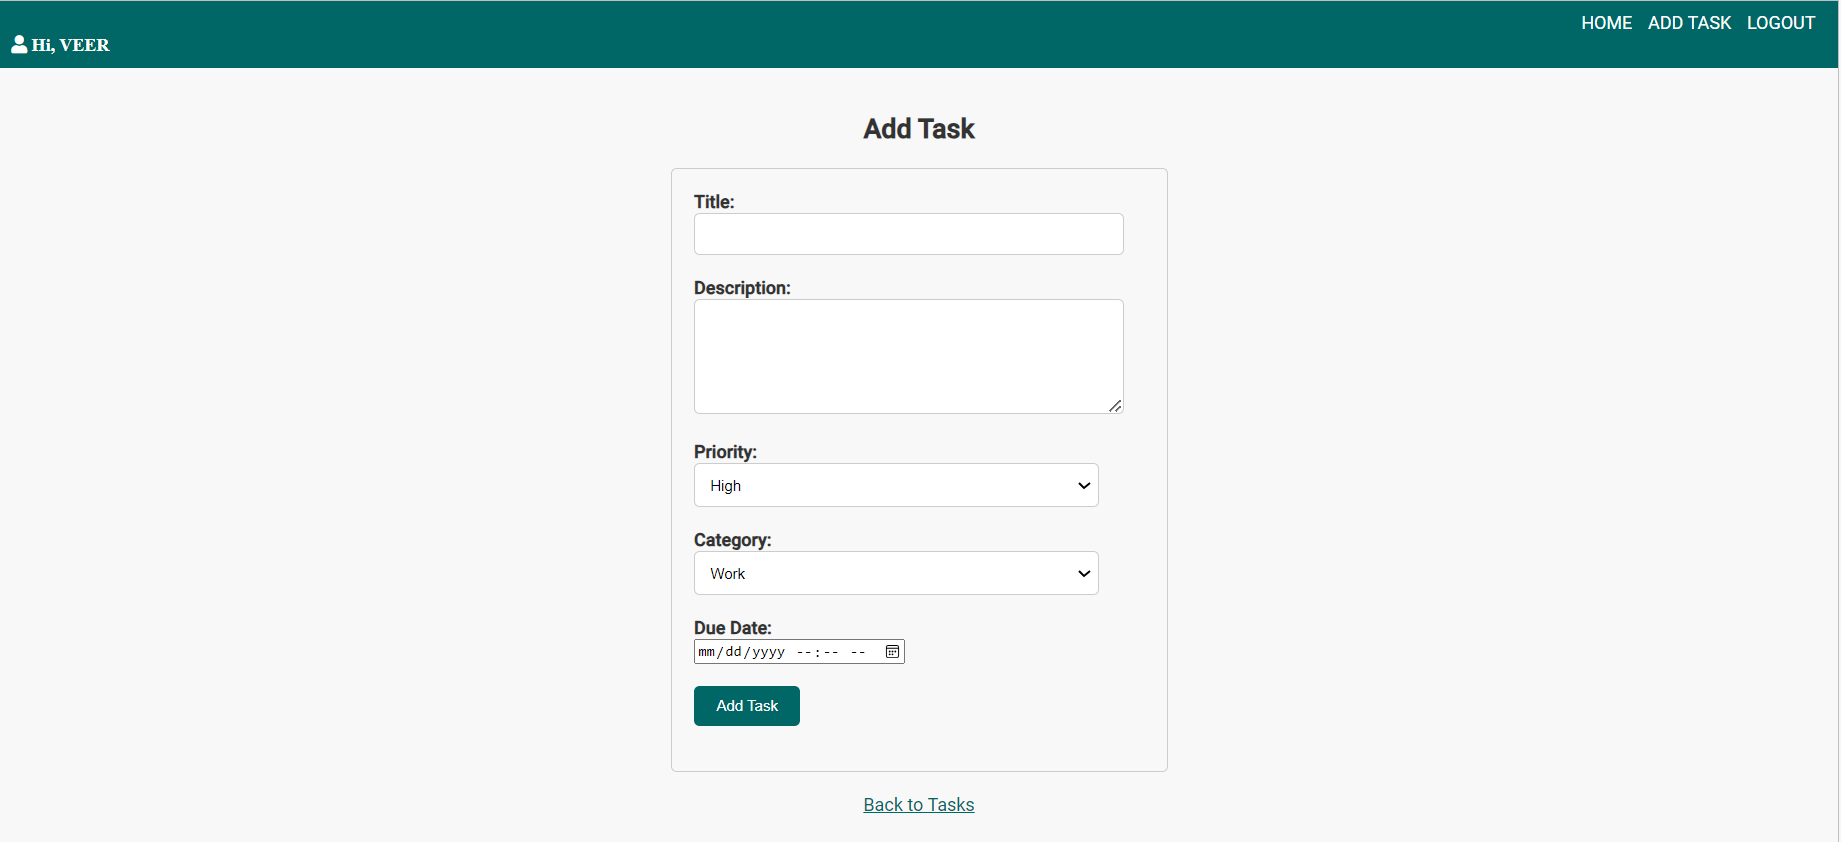 HOME ADD TASK LOGOUT
Hi, VEER
Add Task
Title:
Description:
Priority:
High
Category:
Work
Due Date:
mm/dd/yyyy --:-- --
Add Task
Back to Tasks